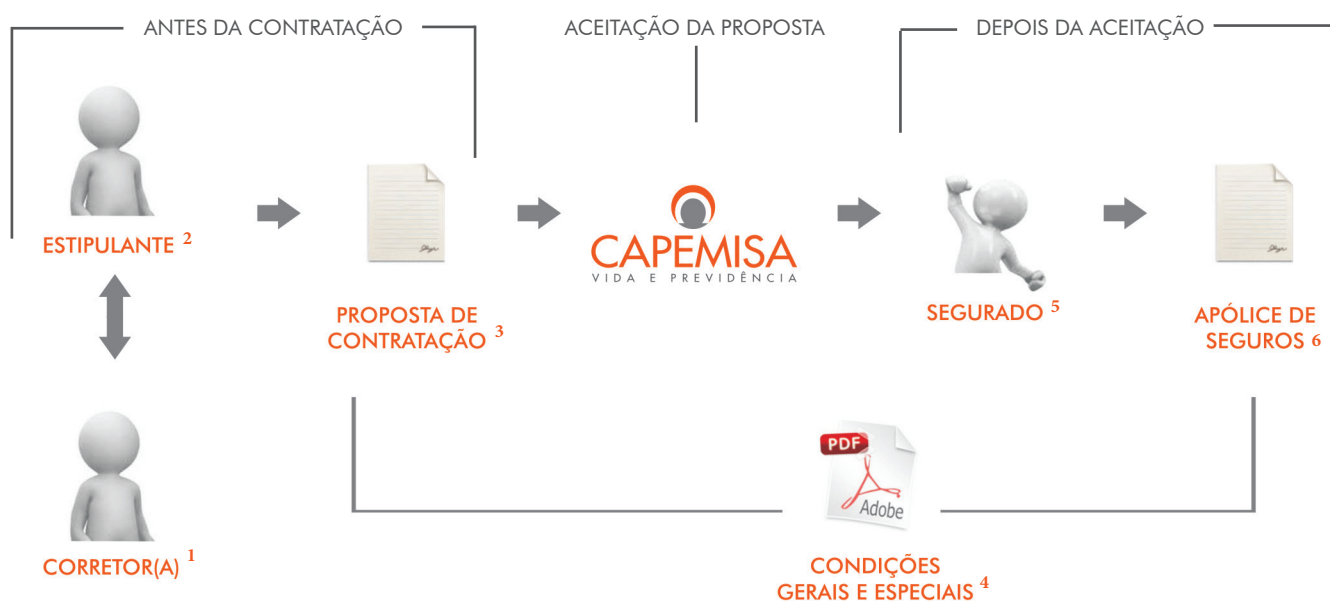 ANTES DA CONTRATAÇÃO
ACEITAÇÃO DA PROPOSTA
DEPOIS DA ACEITAÇÃO
ESTIPULANTE 2
PROPOSTA DE
CONTRATAÇÃO 3
CAPEMISA
VIDA E PREVIDÊNCIA
SEGURADO 5
APÓLICE DE
SEGUROS 6
CORRETOR(A) 1
PDF
Adobe
CONDIÇÕES
GERAIS E ESPECIAIS 4